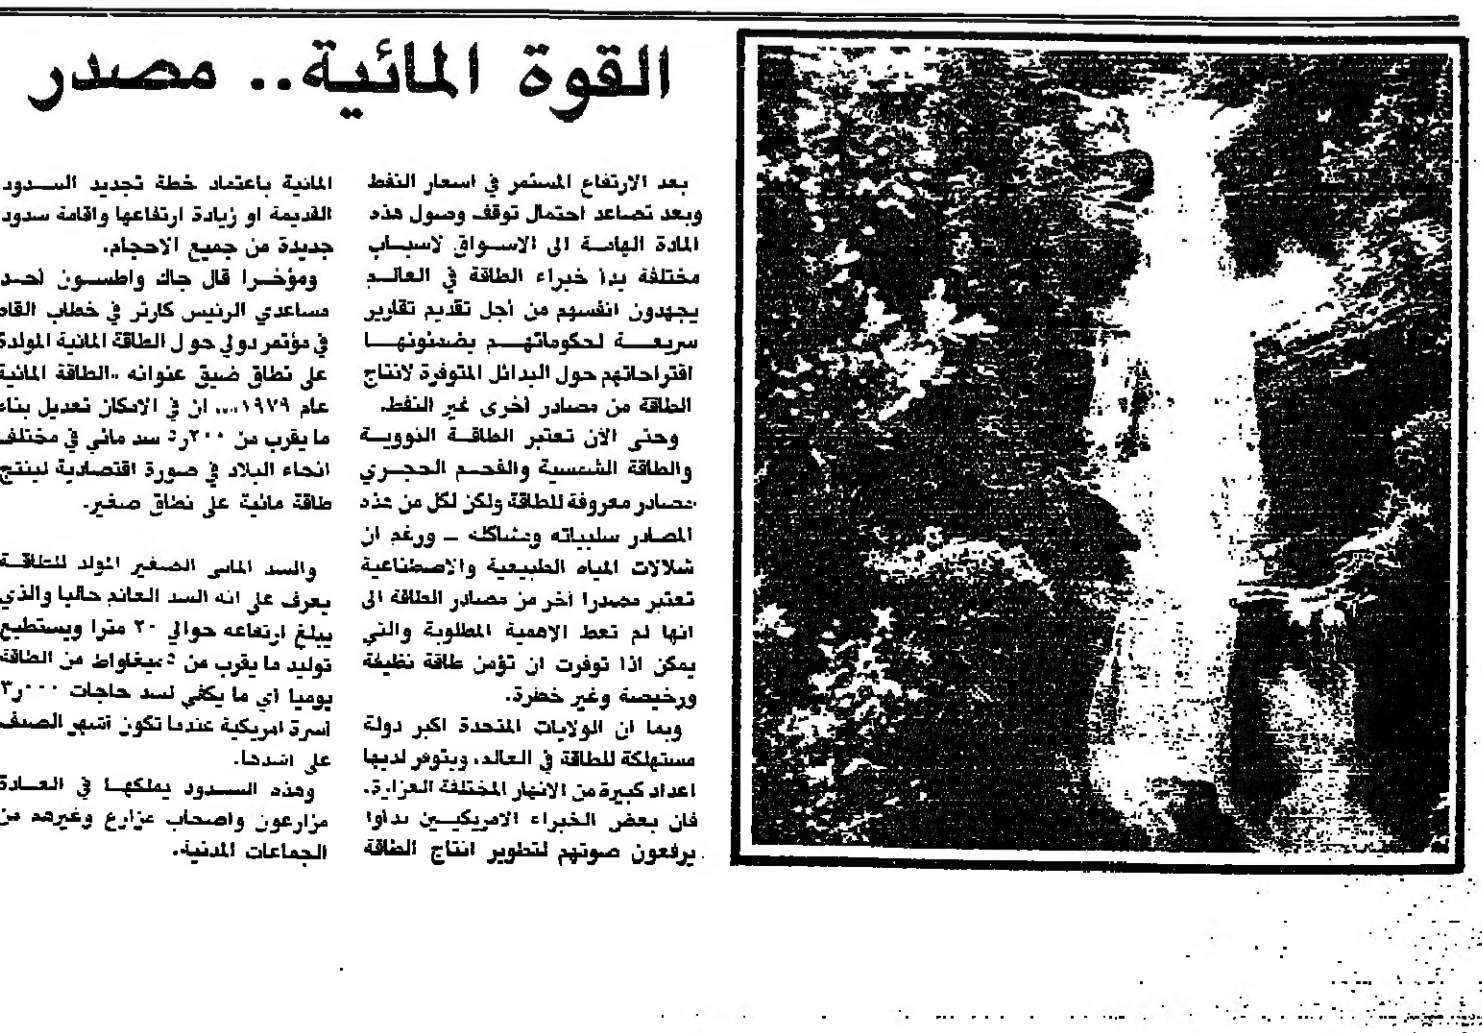 القوة المائية.. مصدر
بعد الارتفاع المستمر في اسعار النفط
وبعد تصاعد احتمال توقف وصول هذه
المادة الهامة الى الاسواق لاسباب
مختلفة بدأ خبراء الطاقة في العالم
يجهدون انفسهم من أجل تقديم تقارير
سريعة لحكوماتهم يضمنونها
اقتراحاتهم حول البدائل المتوفرة لانتاج
الطاقة من مصادر أخرى غير النفط.
وحتى الآن تعتبر الطاقة النووية
والطاقة الشمسية والفحم الحجري
مصادر معروفة للطاقة ولكن لكل من هذه
المصادر سلبياته ومشاكله – ورغم ان
شلالات المياه الطبيعية والاصطناعية
تعتبر مصدرا آخر من مصادر الطاقة الى
انها لم تعط الاهمية المطلوبة والتي
يمكن اذا توفرت ان تؤمن طاقة نظيفة
ورخيصة وغير خطرة.
وبما ان الولايات المتحدة اكبر دولة
مستهلكة للطاقة في العالم، ويتوفر لديها
اعداد كبيرة من الانهار المختلفة الغزارة.
فان بعض الخبراء الامريكيين بدأوا
يرفعون صوتهم لتطوير انتاج الطاقة
المائية باعتماد خطة تجديد السدود
القديمة او زيادة ارتفاعها واقامة سدود
جديدة من جميع الاحجام.
ومؤخرا قال جاك واطسون أحد
مساعدي الرئيس كارتر في خطاب القاه
في مؤتمر دولي حول الطاقة المائية المولدة
على نطاق ضيق عنوانه «الطاقة المائية
عام ١٩٧٩».. ان في الامكان تعديل بناء
ما يقرب من ٢٠٠ر٥ سد مائي في مختلف
انحاء البلاد في صورة اقتصادية لينتج
طاقة مائية على نطاق صغير.
والسد المائي الصغير المولد للطاقة
يعرف على انه السد القائم حاليا والذي
يبلغ ارتفاعه حوالي ٢٠ مترا ويستطيع
توليد ما يقرب من ٥ ميغاواط من الطاقة
يوميا أي ما يكفي لسد حاجات ٠٠٠ر٣
أسرة امريكية عندما تكون أشهر الصيف
على اشدها.
وهذه السدود يملكها في العادة
مزارعون واصحاب مزارع وغيرهم من
الجماعات المدنية.